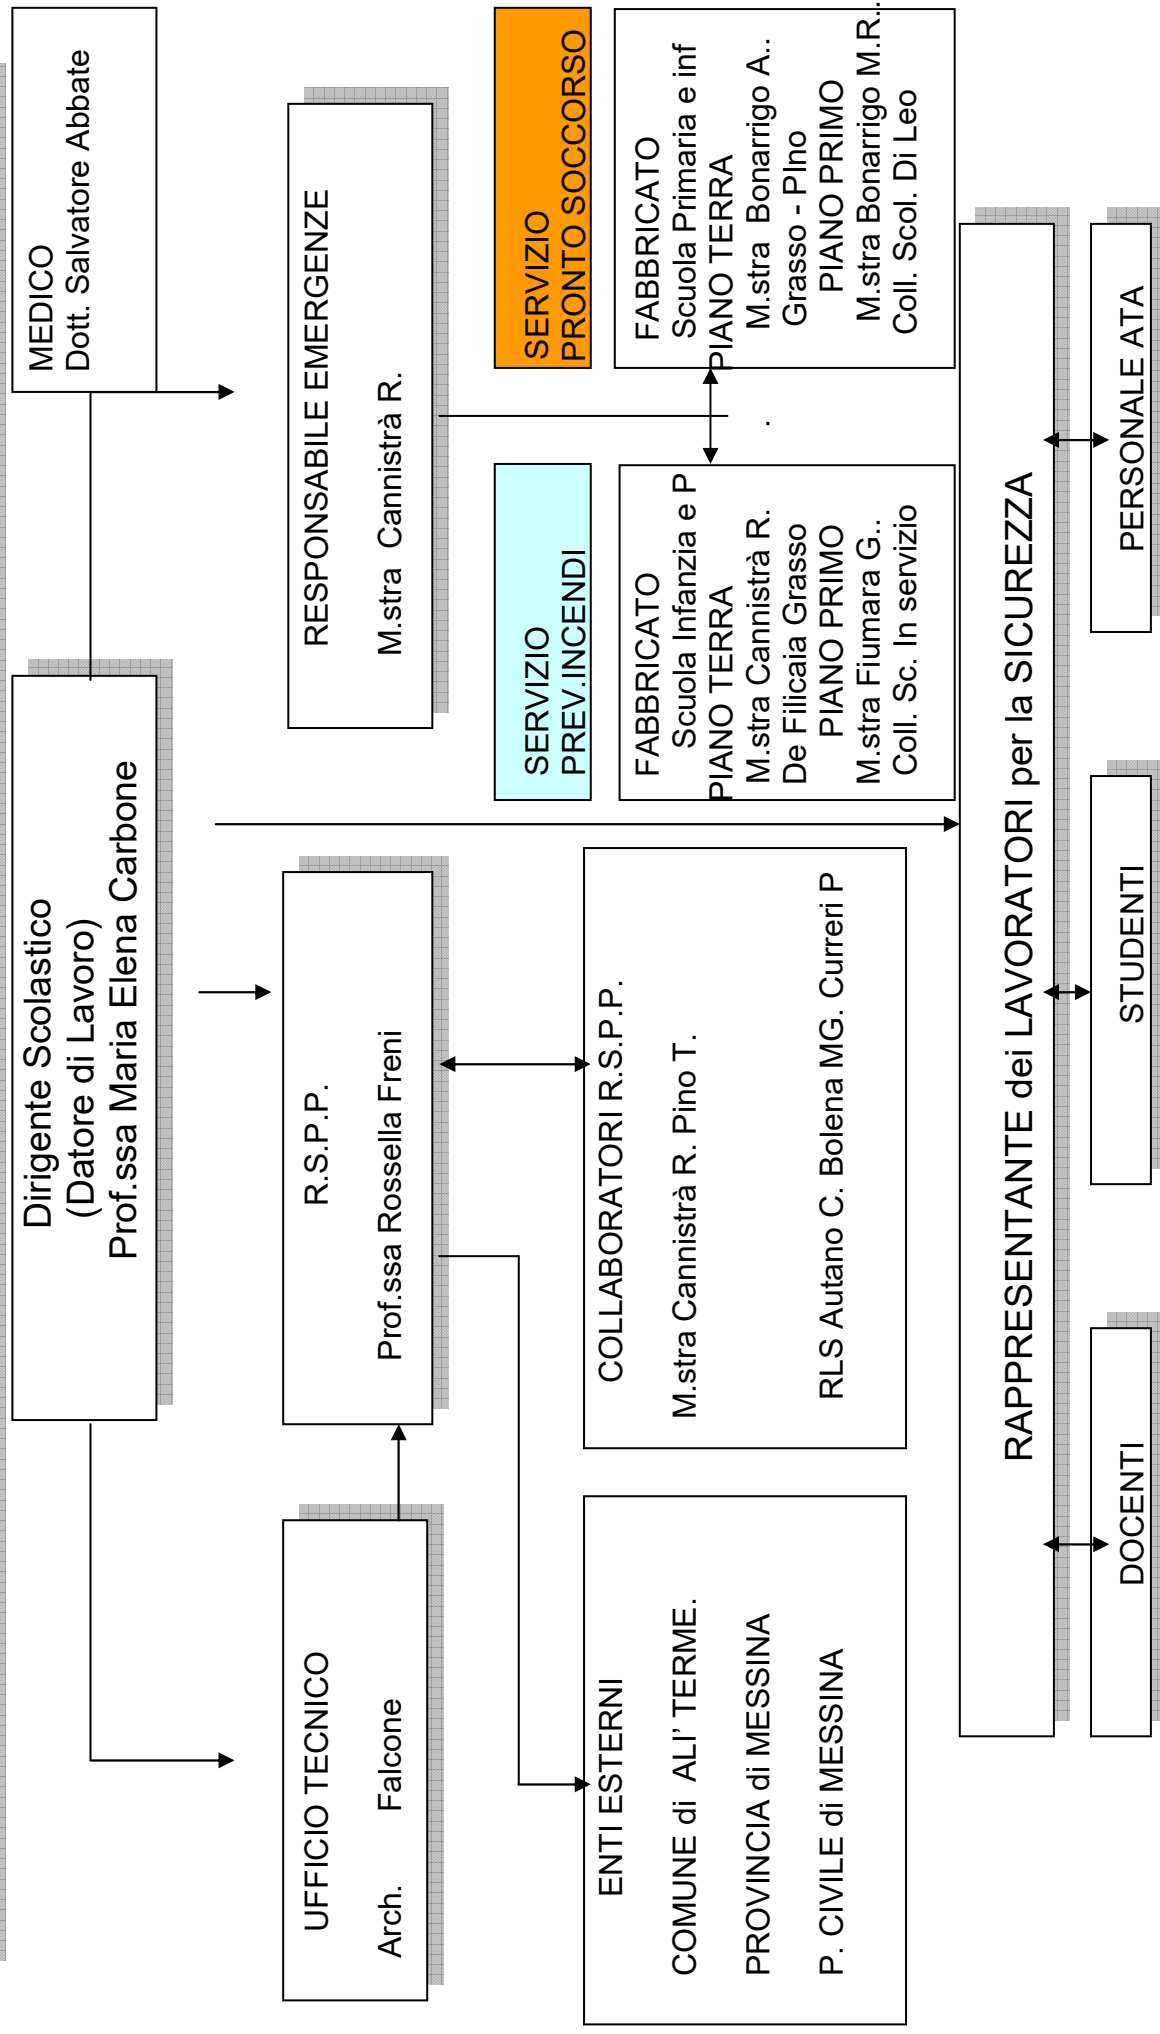 Dirigente Scolastico
(Datore di Lavoro)
Prof.ssa Maria Elena Carbone
MEDICO
Dott. Salvatore Abbate
UFFICIO TECNICO
Arch. Falcone
R.S.P.P.
Prof.ssa Rossella Freni
RESPONSABILE EMERGENZE
M.stra Cannistrà R.
SERVIZIO
PREV.INCENDI
SERVIZIO
PRONTO SOCCORSO
ENTI ESTERNI
COMUNE di ALI’ TERME.
PROVINCIA di MESSINA
P. CIVILE di MESSINA
COLLABORATORI R.S.P.P.
M.stra Cannistrà R. Pino T.
RLS Autano C. Bolena MG. Curreri P
FABBRICATO
Scuola Infanzia e P
PIANO TERRA
M.stra Cannistrà R.
De Filicaia Grasso
PIANO PRIMO
M.stra Fiumara G..
Coll. Sc. In servizio
.
FABBRICATO
Scuola Primaria e inf
PIANO TERRA
M.stra Bonarrigo A..
Grasso - PIno
PIANO PRIMO
M.stra Bonarrigo M.R..
Coll. Scol. Di Leo
RAPPRESENTANTE dei LAVORATORI per la SICUREZZA
DOCENTI
STUDENTI
PERSONALE ATA